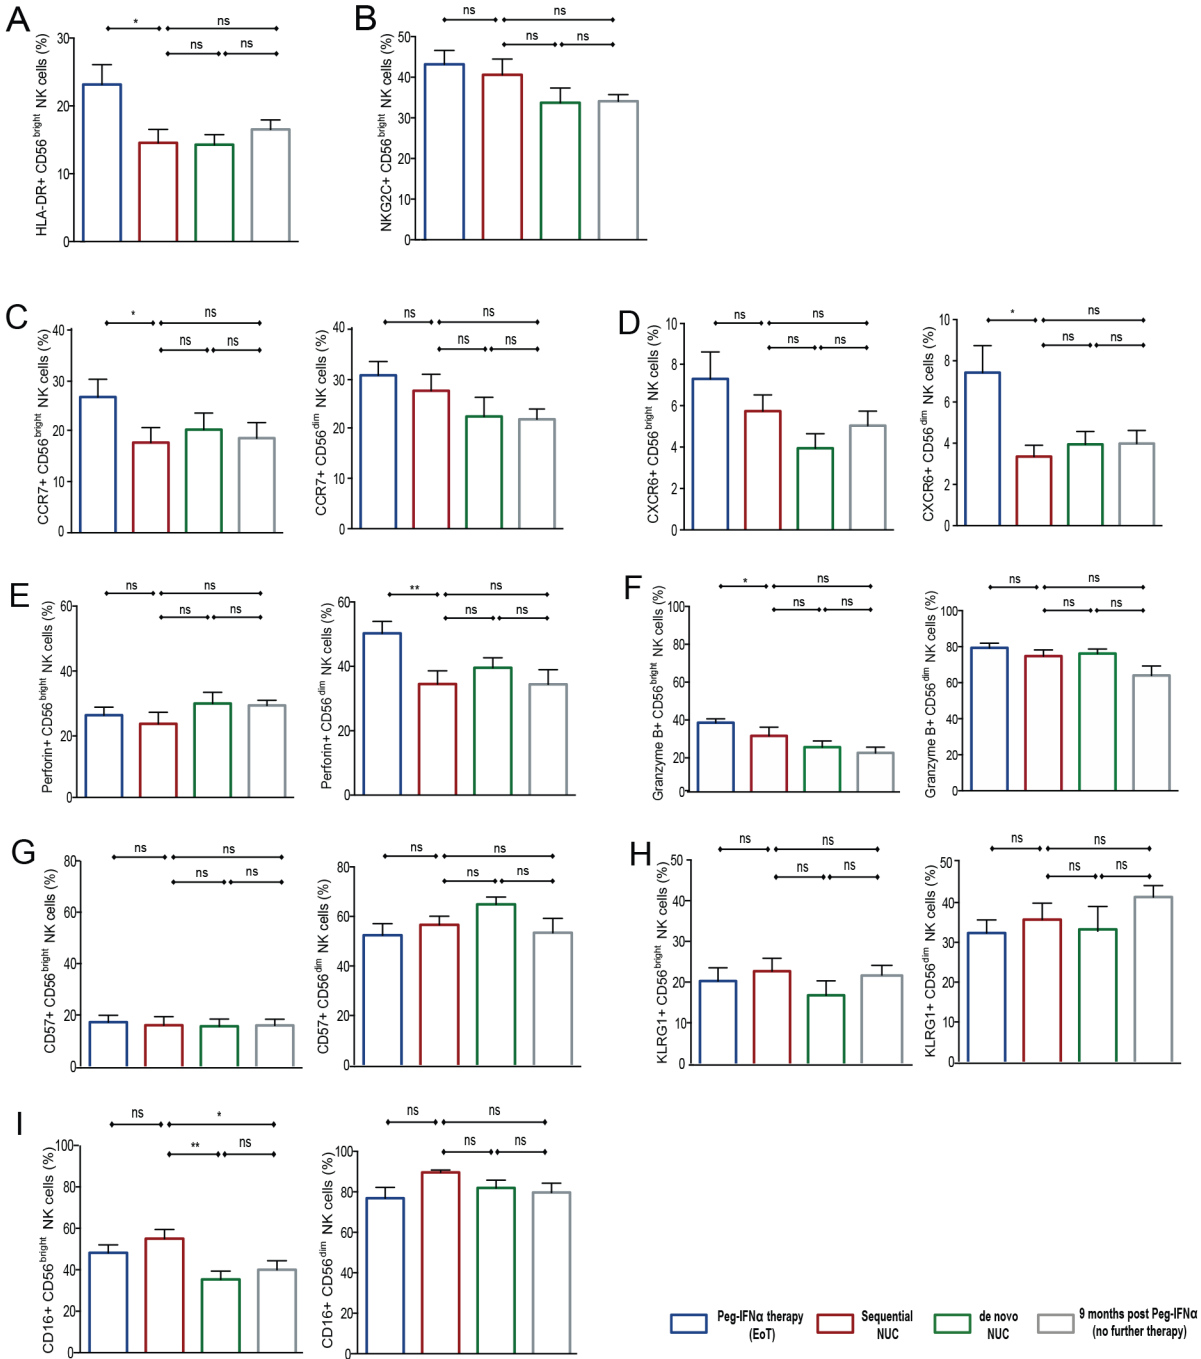 A
HLA-DR+ CD56bright NK cells (%)
30
20
10
0
*
ns
ns
ns
B
NKG2C+ CD56bright NK cells (%)
50
40
30
20
10
0
ns
ns
ns
ns
C
CCR7+ CD56bright NK cells (%)
40
30
20
10
0
*
ns
ns
ns
CCR7+ CD56dim NK cells (%)
40
30
20
10
0
ns
ns
ns
ns
D
CXCR6+ CD56bright NK cells (%)
10
8
6
4
2
0
ns
ns
ns
ns
CXCR6+ CD56dim NK cells (%)
10
8
6
4
2
0
*
ns
ns
ns
E
Perforin+ CD56bright NK cells (%)
60
40
20
0
ns
ns
ns
ns
Perforin+ CD56dim NK cells (%)
60
40
20
0
**
ns
ns
ns
F
Granzyme B+ CD56bright NK cells (%)
100
80
60
40
20
0
*
ns
ns
ns
Granzyme B+ CD56dim NK cells (%)
100
80
60
40
20
0
ns
ns
ns
ns
G
CD57+ CD56bright NK cells (%)
80
60
40
20
0
ns
ns
ns
ns
CD57+ CD56dim NK cells (%)
80
60
40
20
0
ns
ns
ns
ns
H
KLRG1+ CD56bright NK cells (%)
50
40
30
20
10
0
ns
ns
ns
ns
KLRG1+ CD56dim NK cells (%)
50
40
30
20
10
0
ns
ns
ns
ns
I
CD16+ CD56bright NK cells (%)
100
80
60
40
20
0
ns
*
**
ns
CD16+ CD56dim NK cells (%)
100
80
60
40
20
0
ns
ns
ns
ns
Peg-IFNα therapy
(EoT)
Sequential
NUC
de novo
NUC
9 months post Peg-IFNα
(no further therapy)